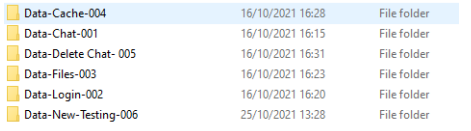 Data-Cache-004 16/10/2021 16:28 File folder
Data-Chat-001 16/10/2021 16:15 File folder
Data-Delete Chat- 005 16/10/2021 16:31 File folder
Data-Files-003 16/10/2021 16:23 File folder
Data-Login-002 16/10/2021 16:20 File folder
Data-New-Testing-006 25/10/2021 13:28 File folder